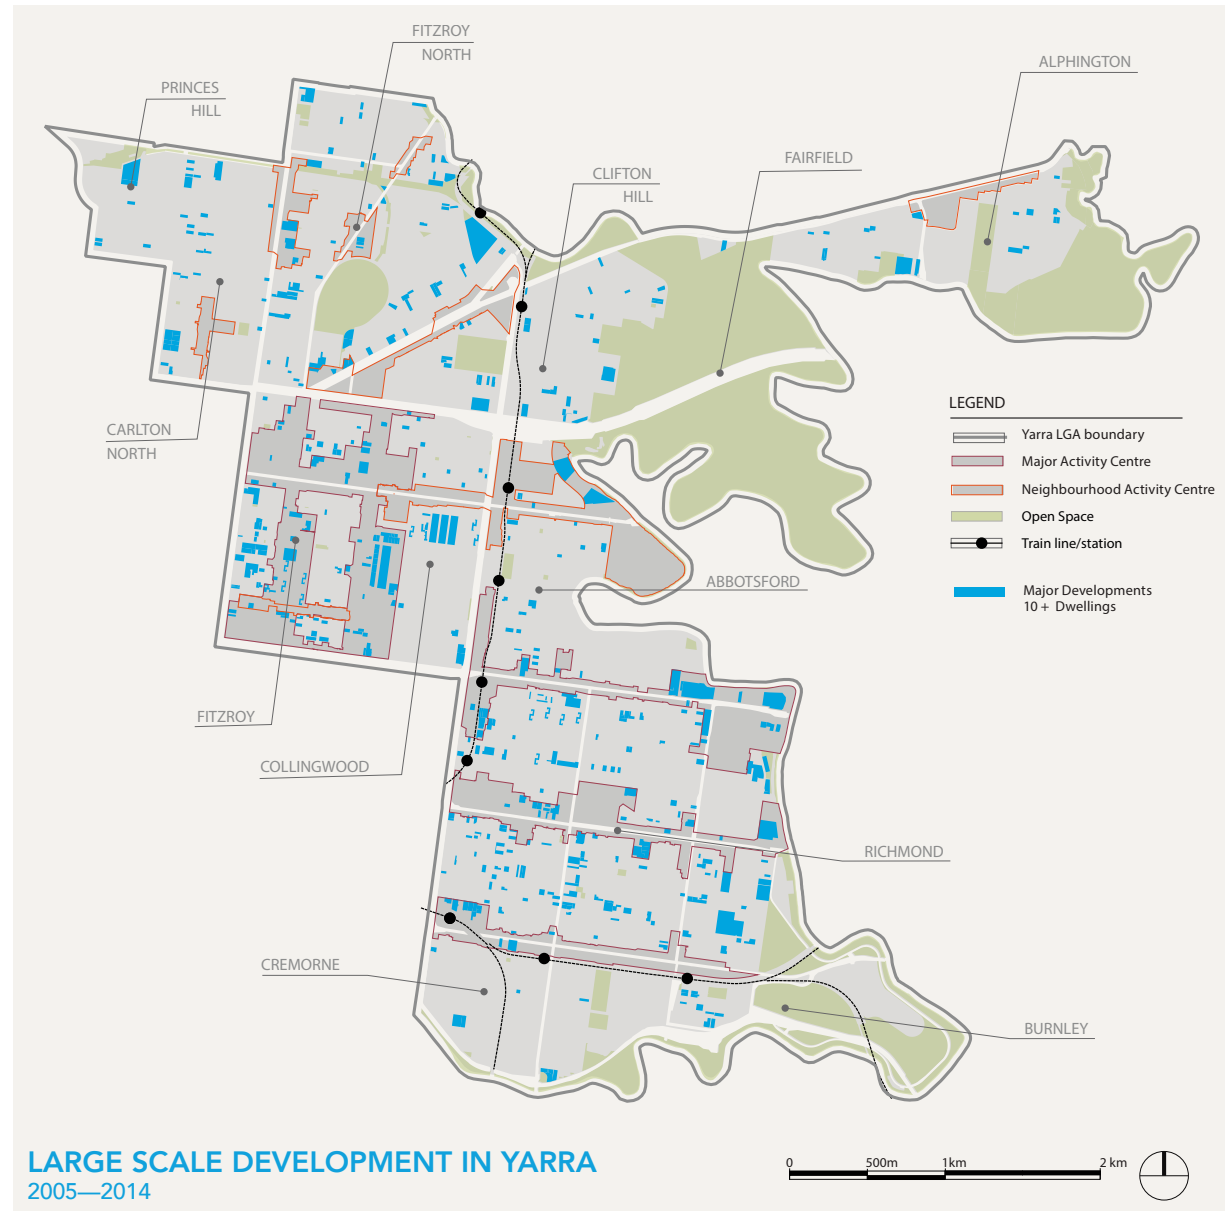 FITZROY
NORTH
ALPHINGTON
PRINCES
HILL
FAIRFIELD
CLIFTON
HILL
LEGEND
Yarra LGA boundary
Major Activity Centre
Neighbourhood Activity Centre
Open Space
Train line/station
Major Developments
10 + Dwellings
CARLTON
NORTH
ABBOTSFORD
FITZROY
COLLINGWOOD
RICHMOND
CREMORNE
BURNLEY
LARGE SCALE DEVELOPMENT IN YARRA
2005—2014
0 500m 1km 2 km